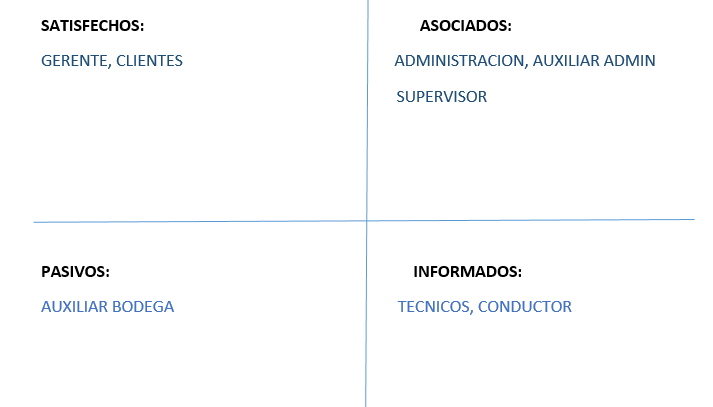 SATISFECHOS:
GERENTE, CLIENTES
ASOCIADOS:
ADMINISTRACION, AUXILIAR ADMIN
SUPERVISOR
PASIVOS:
AUXILIAR BODEGA
INFORMADOS:
TECNICOS, CONDUCTOR